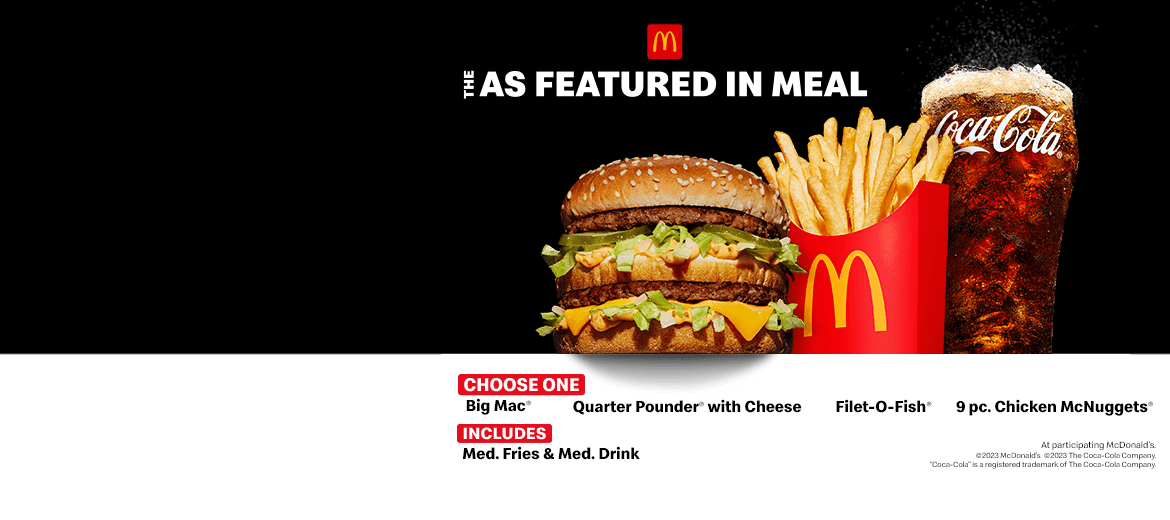 THE AS FEATURED IN MEAL
Coca-Cola®
CHOOSE ONE
Big Mac® Quarter Pounder® with Cheese Filet-O-Fish® 9 pc. Chicken McNuggets®
INCLUDES
Med. Fries & Med. Drink
At participating McDonald's.
©2023 McDonald's ©2023 The Coca-Cola Company.
"Coca-Cola" is a registered trademark of The Coca-Cola Company.